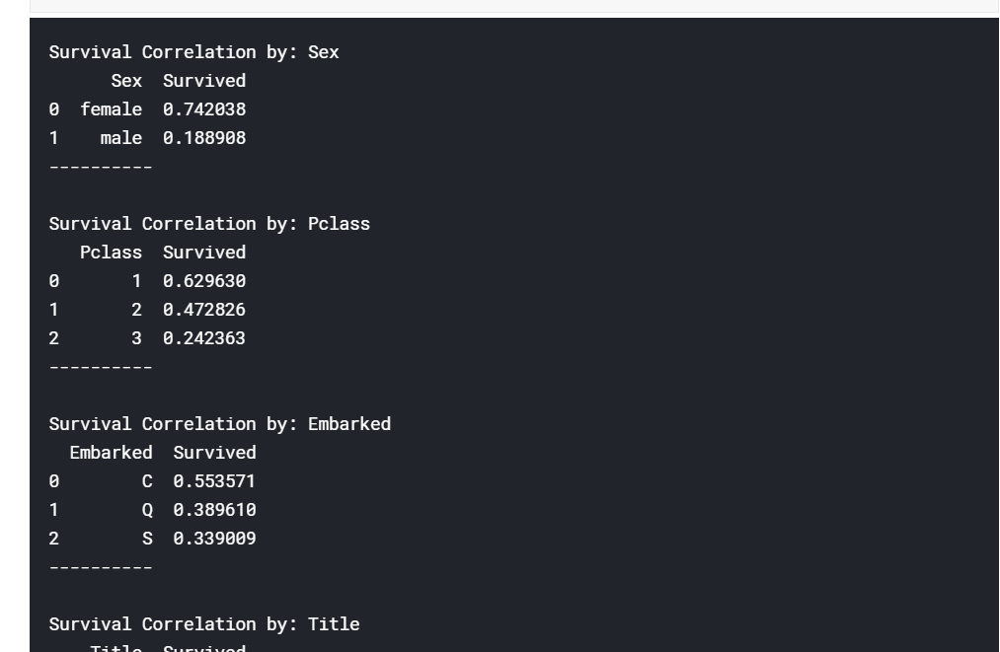 Survival Correlation by: Sex
      Sex  Survived
0  female  0.742038
1    male  0.188908
----------
Survival Correlation by: Pclass
   Pclass  Survived
0       1  0.629630
1       2  0.472826
2       3  0.242363
----------
Survival Correlation by: Embarked
  Embarked  Survived
0        C  0.553571
1        Q  0.389610
2        S  0.339009
----------
Survival Correlation by: Title
    Title  Survived